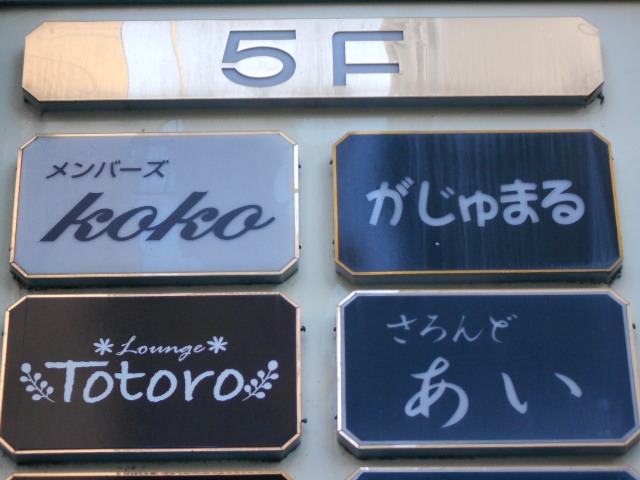 5F
メンバーズ
koko
がじゅまる
Lounge
Totoro
さろんど
あい